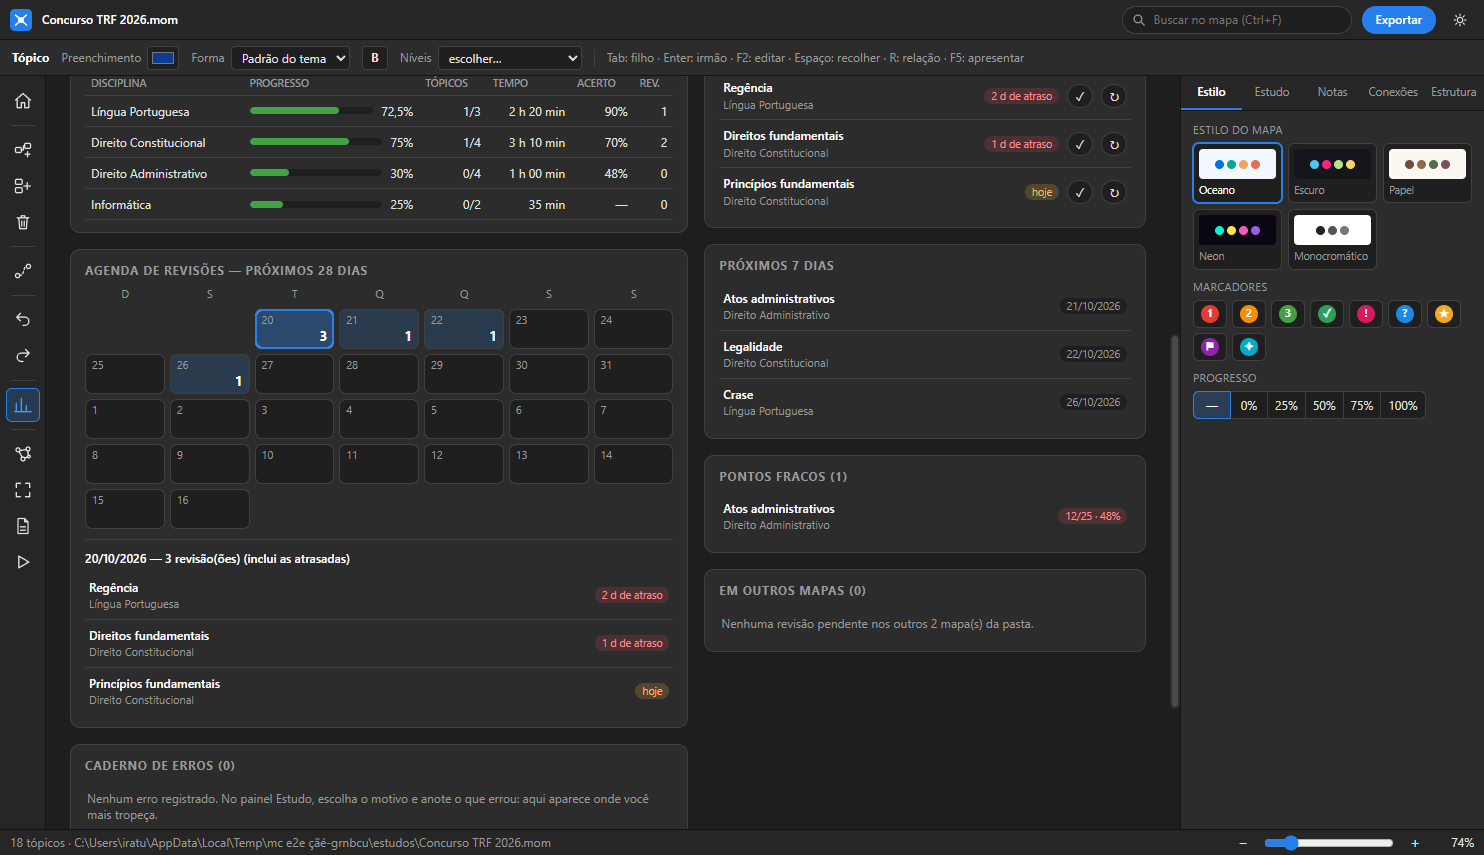 Concurso TRF 2026.mom
Buscar no mapa (Ctrl+F)
Exportar
Tópico
Preenchimento
Forma
Padrão do tema
B
Níveis
escolher...
Tab: filho · Enter: irmão · F2: editar · Espaço: recolher · R: relação · F5: apresentar
DISCIPLINA PROGRESSO TÓPICOS TEMPO ACERTO REV.
Língua Portuguesa 72,5% 1/3 2 h 20 min 90% 1
Direito Constitucional 75% 1/4 3 h 10 min 70% 2
Direito Administrativo 30% 0/4 1 h 00 min 48% 0
Informática 25% 0/2 35 min — 0
AGENDA DE REVISÕES — PRÓXIMOS 28 DIAS
D S T Q Q S S
20 3 21 1 22 1 23 24
25 26 1 27 28 29 30 31
1 2 3 4 5 6 7
8 9 10 11 12 13 14
15 16
20/10/2026 — 3 revisão(ões) (inclui as atrasadas)
Regência
Língua Portuguesa
2 d de atraso
Direitos fundamentais
Direito Constitucional
1 d de atraso
Princípios fundamentais
Direito Constitucional
hoje
CADERNO DE ERROS (0)
Nenhum erro registrado. No painel Estudo, escolha o motivo e anote o que errou: aqui aparece onde você
mais tropeça.
Regência
Língua Portuguesa
2 d de atraso
Direitos fundamentais
Direito Constitucional
1 d de atraso
Princípios fundamentais
Direito Constitucional
hoje
PRÓXIMOS 7 DIAS
Atos administrativos
Direito Administrativo
21/10/2026
Legalidade
Direito Constitucional
22/10/2026
Crase
Língua Portuguesa
26/10/2026
PONTOS FRACOS (1)
Atos administrativos
Direito Administrativo
12/25 · 48%
EM OUTROS MAPAS (0)
Nenhuma revisão pendente nos outros 2 mapa(s) da pasta.
Estilo Estudo Notas Conexões Estrutura
ESTILO DO MAPA
Oceano Escuro Papel
Neon Monocromático
MARCADORES
1 2 3 ✓ ! ? ★
PROGRESSO
— 0% 25% 50% 75% 100%
18 tópicos · C:\Users\iratu\AppData\Local\Temp\mc e2e çãé-grnbcu\estudos\Concurso TRF 2026.mom
− + 74%